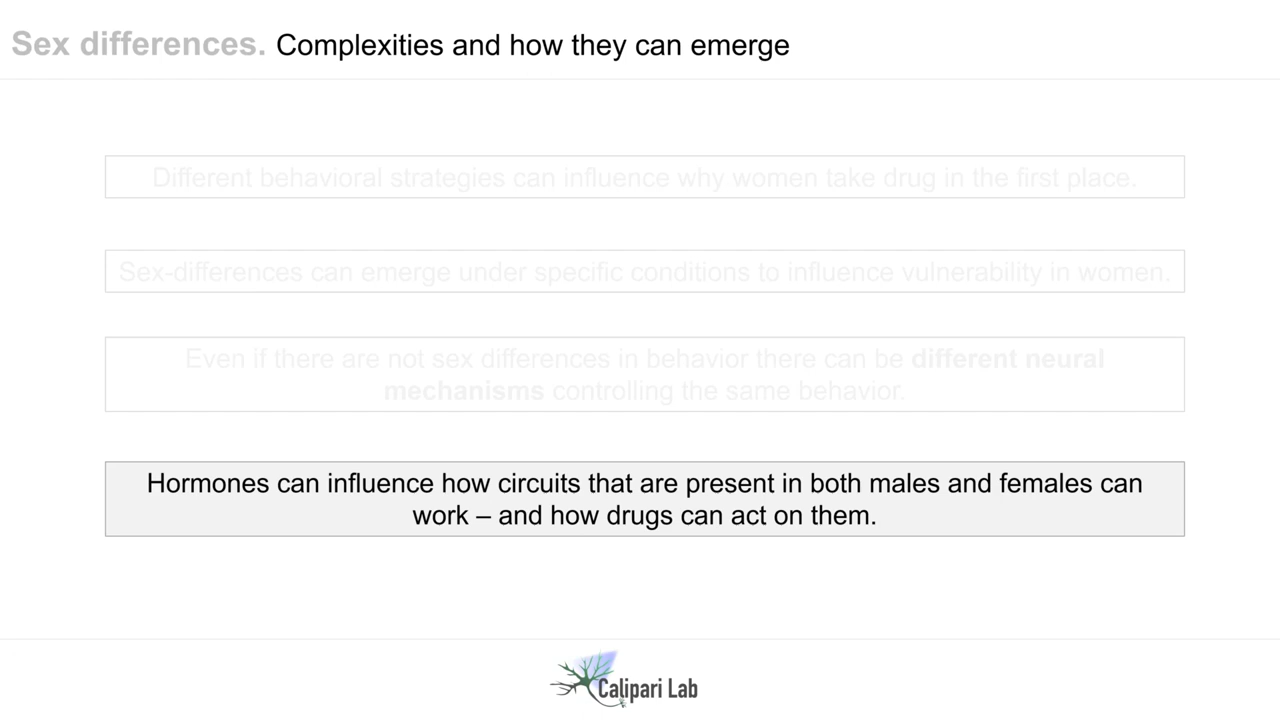 Sex differences. Complexities and how they can emerge
Different behavioral strategies can influence why women take drug in the first place.
Sex-differences can emerge under specific conditions to influence vulnerability in women.
Even if there are not sex differences in behavior there can be different neural
mechanisms controlling the same behavior.
Hormones can influence how circuits that are present in both males and females can
work – and how drugs can act on them.
Calipari Lab